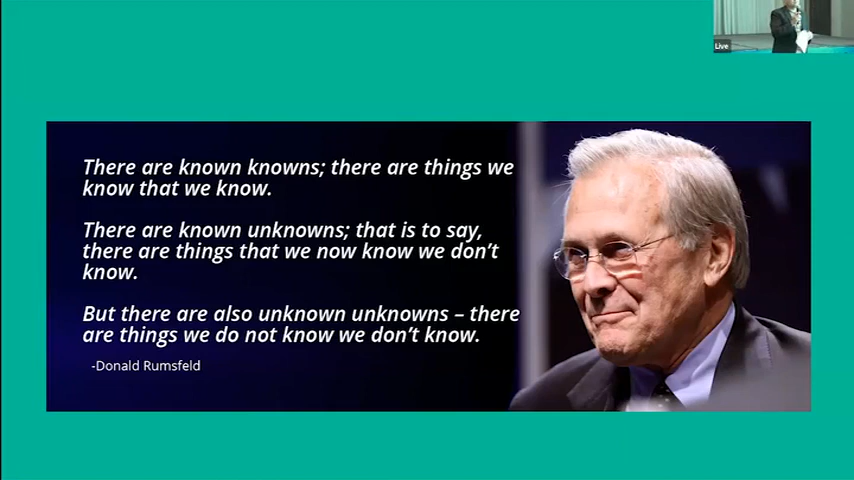 Live
There are known knowns; there are things we
know that we know.
There are known unknowns; that is to say,
there are things that we now know we don’t
know.
But there are also unknown unknowns – there
are things we do not know we don’t know.
-Donald Rumsfeld